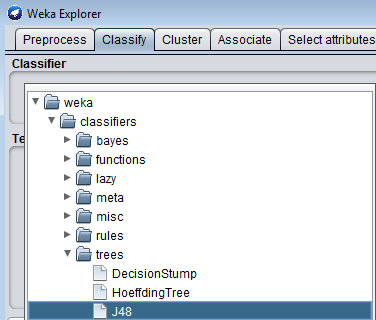 Weka Explorer
Preprocess Classify Cluster Associate Select attributes
Classifier
weka
classifiers
bayes
functions
lazy
meta
misc
rules
trees
DecisionStump
HoeffdingTree
J48